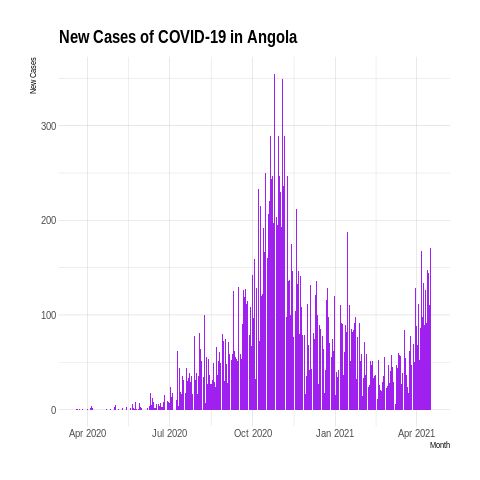 New Cases of COVID-19 in Angola
New Cases
300
200
100
0
Apr 2020
Jul 2020
Oct 2020
Jan 2021
Apr 2021
Month